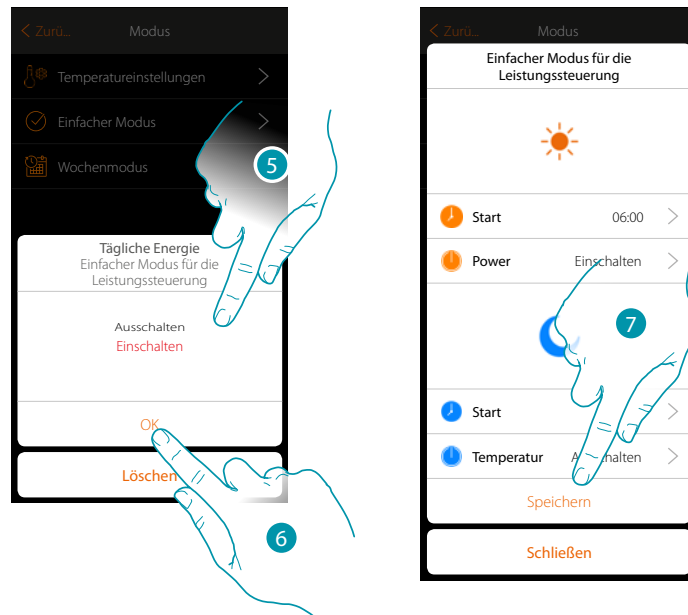 < Zurü...
Modus
Temperatureinstellungen
Einfacher Modus
Wochenmodus
5
Tägliche Energie
Einfacher Modus für die
Leistungssteuerung
Ausschalten
Einschalten
OK
Löschen
6
< Zurü...
Modus
Einfacher Modus für die
Leistungssteuerung
Start 06:00
Power Einschalten
7
Start
Temperatur
Speichern
Schließen